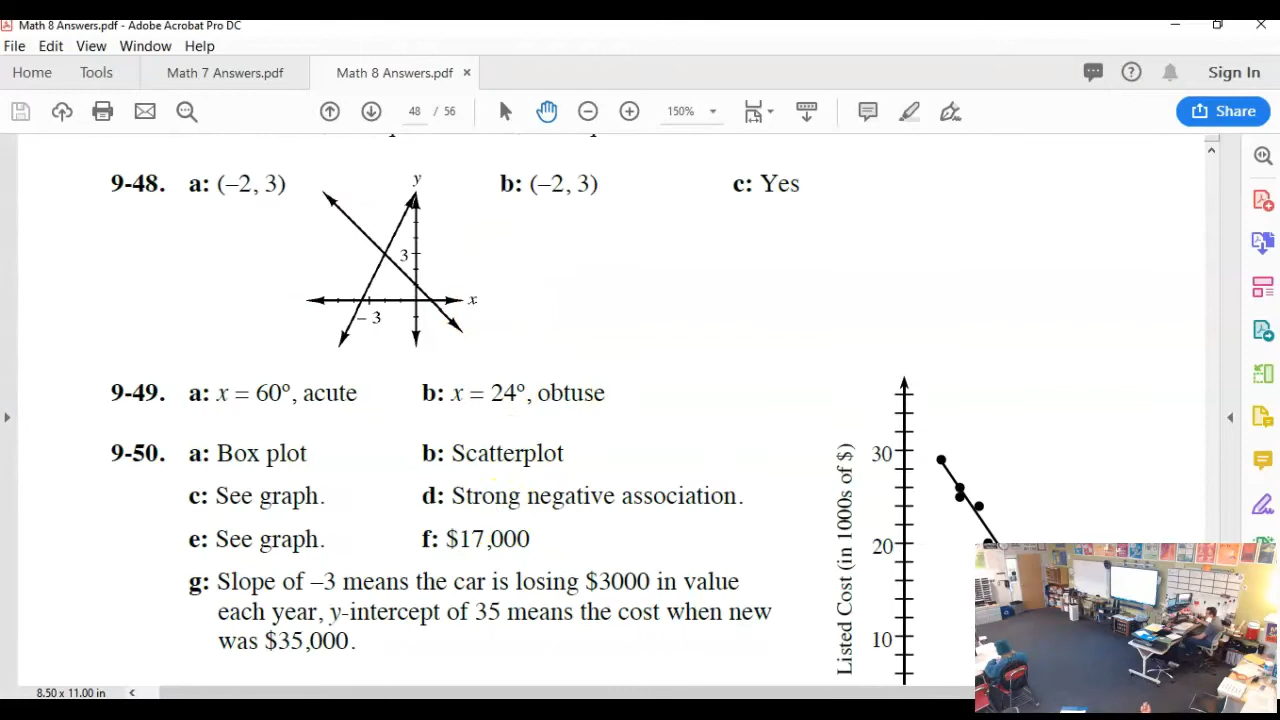 Math 8 Answers.pdf - Adobe Acrobat Pro DC
File Edit View Window Help
Home Tools Math 7 Answers.pdf Math 8 Answers.pdf × Sign In
48 / 56 150% Share
9-48. a: (–2, 3) b: (–2, 3) c: Yes
y
3
x
– 3
9-49. a: x = 60º, acute b: x = 24º, obtuse
9-50. a: Box plot b: Scatterplot
c: See graph. d: Strong negative association.
e: See graph. f: $17,000
g: Slope of –3 means the car is losing $3000 in value
each year, y-intercept of 35 means the cost when new
was $35,000.
Listed Cost (in 1000s of $)
30
20
10
8.50 x 11.00 in